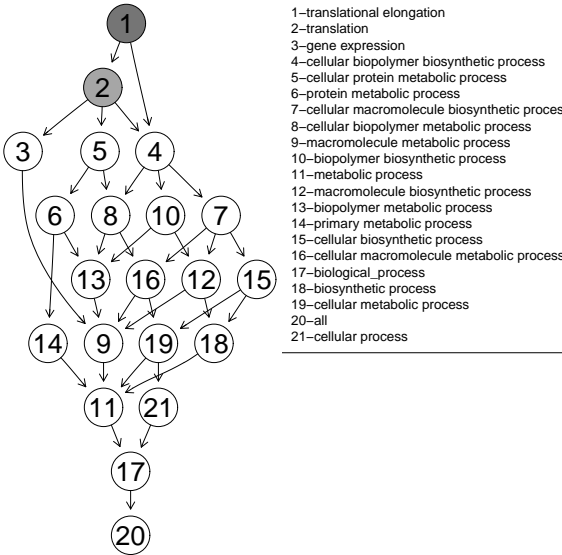 1
2
3
5
4
6
8
10
7
13
16
12
15
14
9
19
18
11
21
17
20
1−translational elongation
2−translation
3−gene expression
4−cellular biopolymer biosynthetic process
5−cellular protein metabolic process
6−protein metabolic process
7−cellular macromolecule biosynthetic process
8−cellular biopolymer metabolic process
9−macromolecule metabolic process
10−biopolymer biosynthetic process
11−metabolic process
12−macromolecule biosynthetic process
13−biopolymer metabolic process
14−primary metabolic process
15−cellular biosynthetic process
16−cellular macromolecule metabolic process
17−biological_process
18−biosynthetic process
19−cellular metabolic process
20−all
21−cellular process